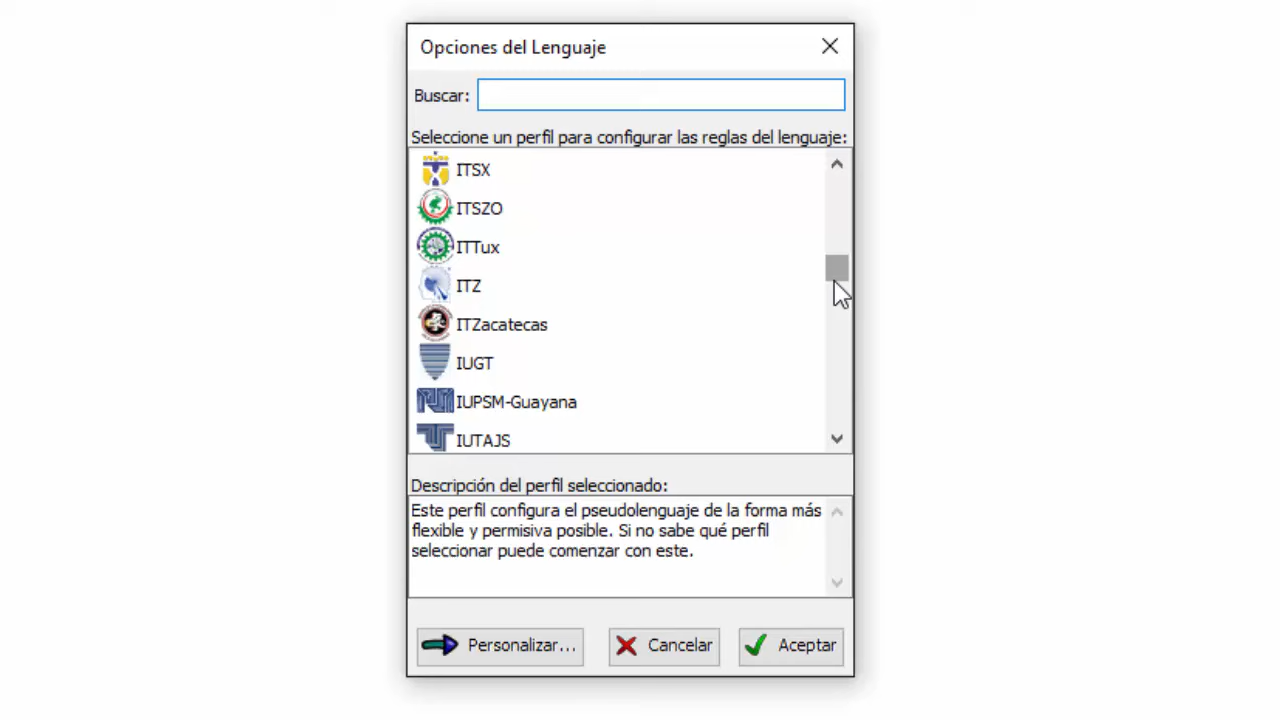 Opciones del Lenguaje
Buscar:
Seleccione un perfil para configurar las reglas del lenguaje:
ITSX
ITSZO
ITTux
ITZ
ITZacatecas
IUGT
IUPSM-Guayana
IUTAJS
Descripción del perfil seleccionado:
Este perfil configura el pseudolenguaje de la forma más
flexible y permisiva posible. Si no sabe qué perfil
seleccionar puede comenzar con este.
Personalizar... Cancelar Aceptar